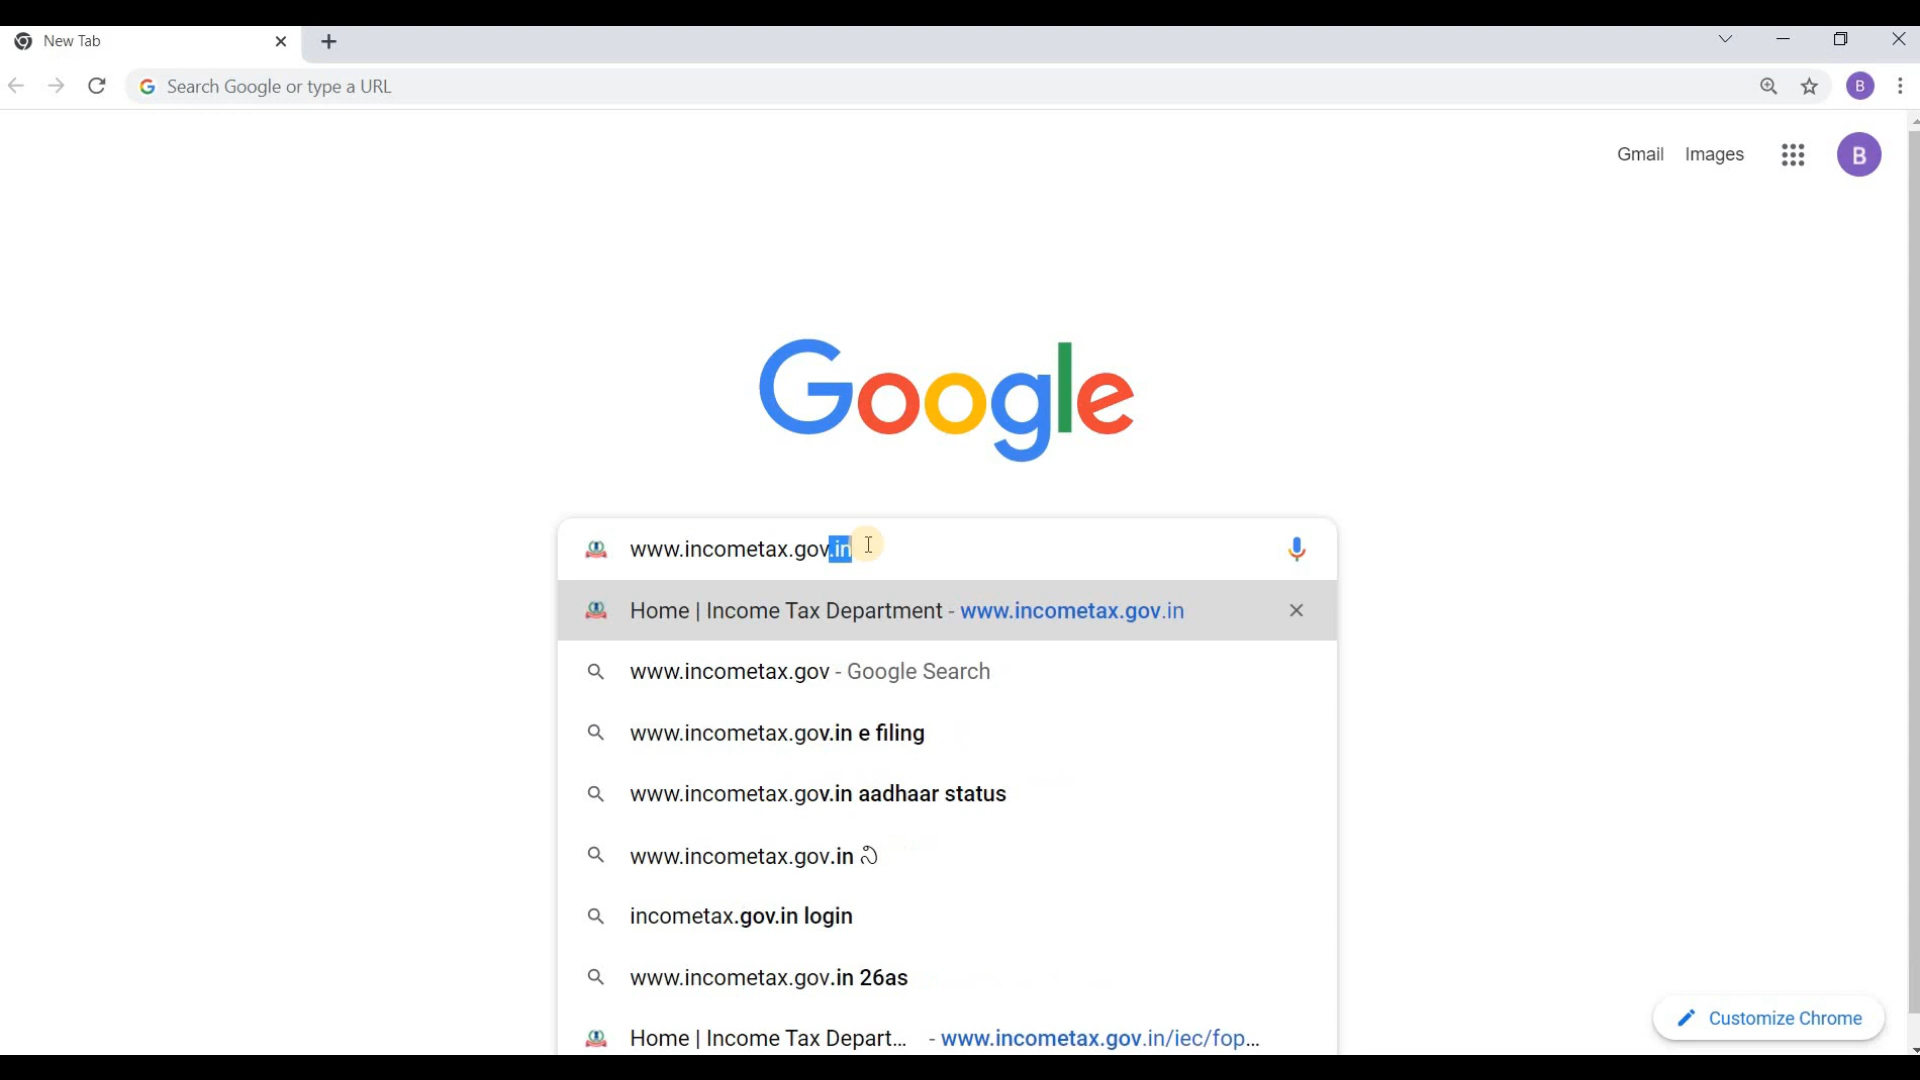 New Tab
Search Google or type a URL
B
Gmail Images B
Google
www.incometax.gov.in
Home | Income Tax Department - www.incometax.gov.in
www.incometax.gov - Google Search
www.incometax.gov.in e filing
www.incometax.gov.in aadhaar status
www.incometax.gov.in ని
incometax.gov.in login
www.incometax.gov.in 26as
Home | Income Tax Depart... - www.incometax.gov.in/iec/fop...
Customize Chrome